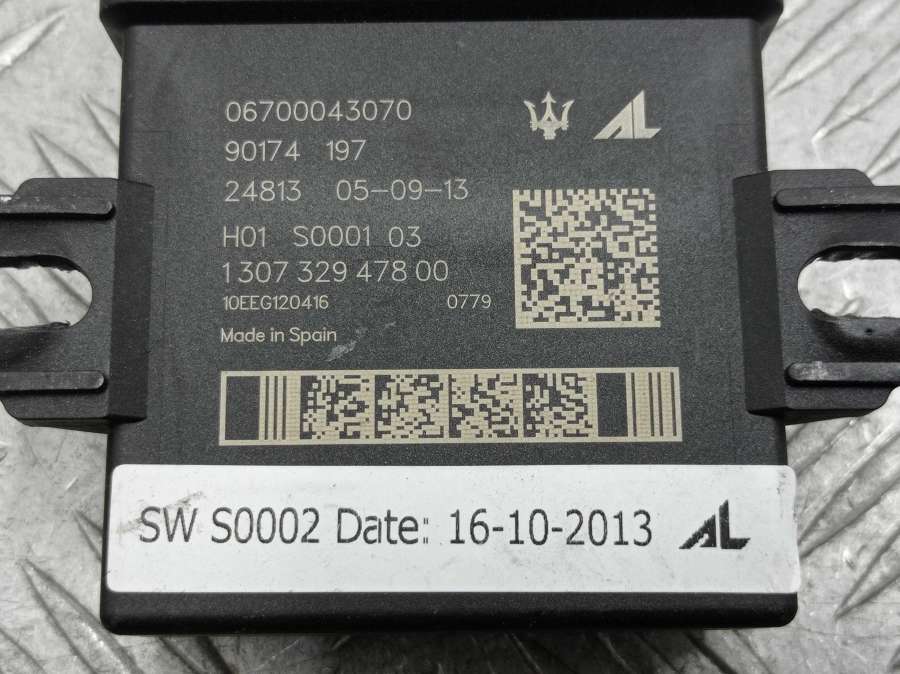 06700043070
90174 197
24813 05-09-13
H01 S0001 03
1 307 329 478 00
10EEG120416 0779
Made in Spain
SW S0002 Date: 16-10-2013 AL